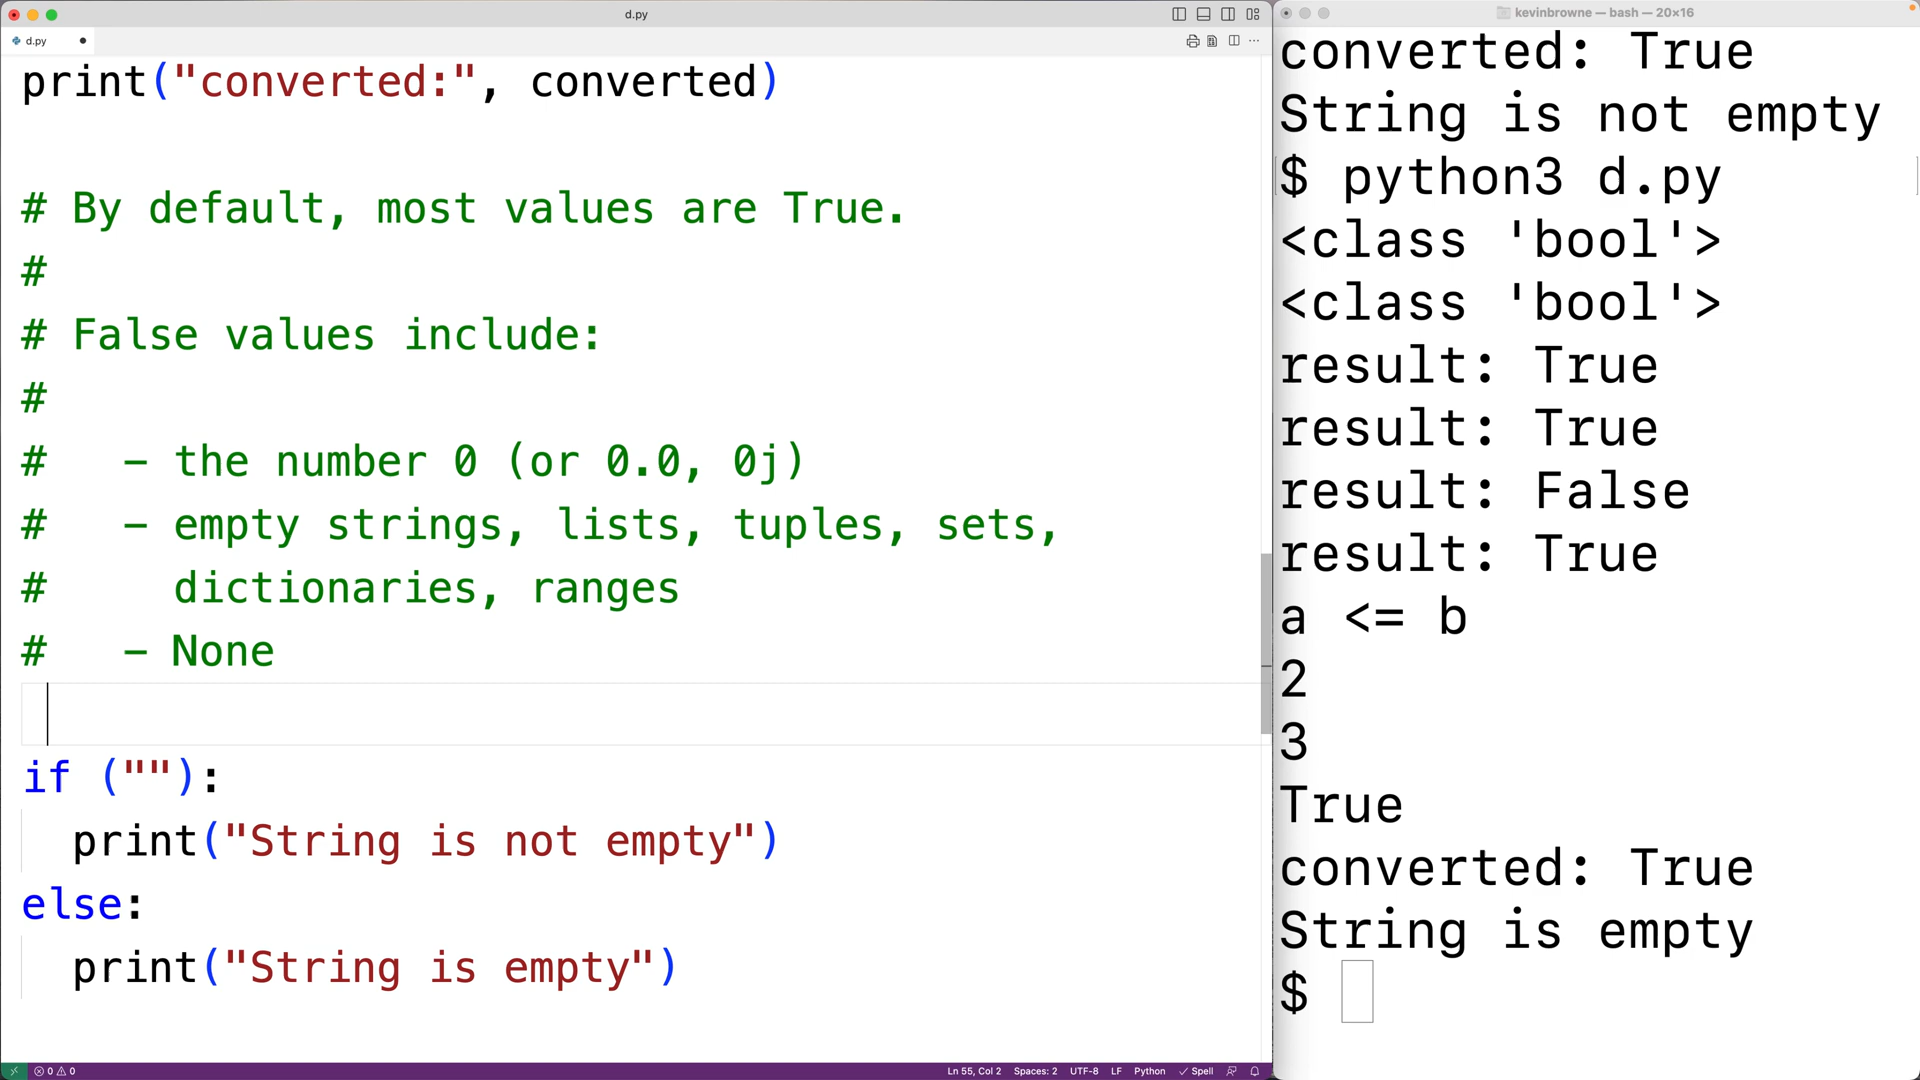 d.py
d.py
print("converted:", converted)
# By default, most values are True.
#
# False values include:
#
#   - the number 0 (or 0.0, 0j)
#   - empty strings, lists, tuples, sets,
#     dictionaries, ranges
#   - None
if (""):
  print("String is not empty")
else:
  print("String is empty")
0 0 Ln 55, Col 2 Spaces: 2 UTF-8 LF Python Spell
kevinbrowne — bash — 20×16
converted: True
String is not empty
$ python3 d.py
<class 'bool'>
<class 'bool'>
result: True
result: True
result: False
result: True
a <= b
2
3
True
converted: True
String is empty
$